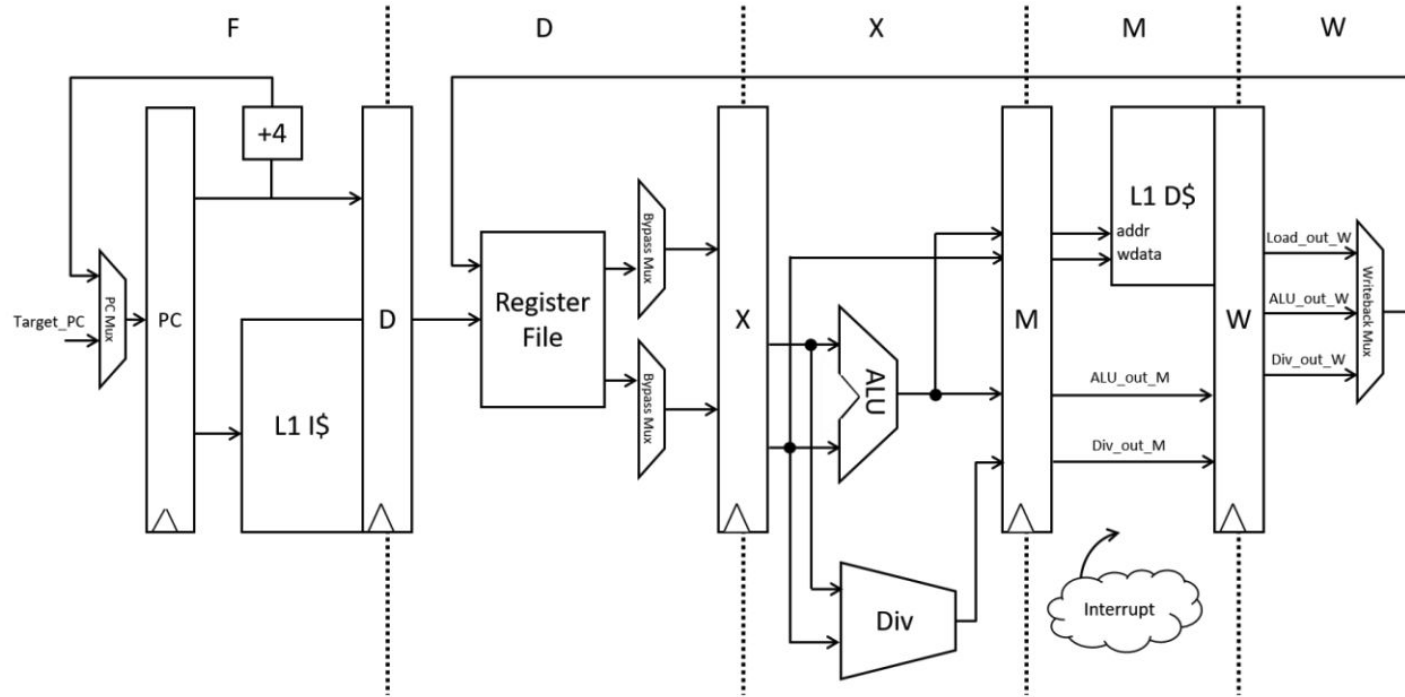 F
D
X
M
W
+4
L1 D$
addr
wdata
Load_out_W
ALU_out_W
Div_out_W
Writeback Mux
Bypass Mux
Bypass Mux
Register
File
PC Mux
Target_PC
PC
D
X
M
W
ALU
L1 I$
ALU_out_M
Div_out_M
Div
Interrupt